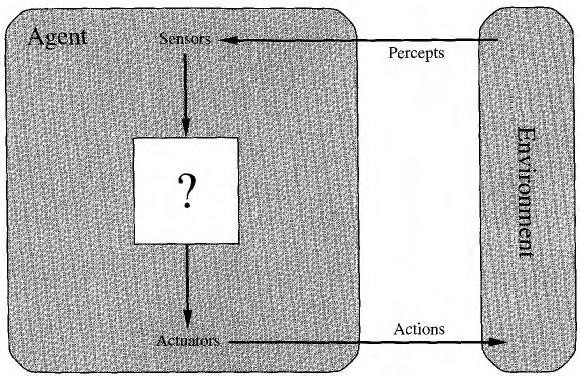 Agent
Sensors
Percepts
?
Environment
Actuators
Actions